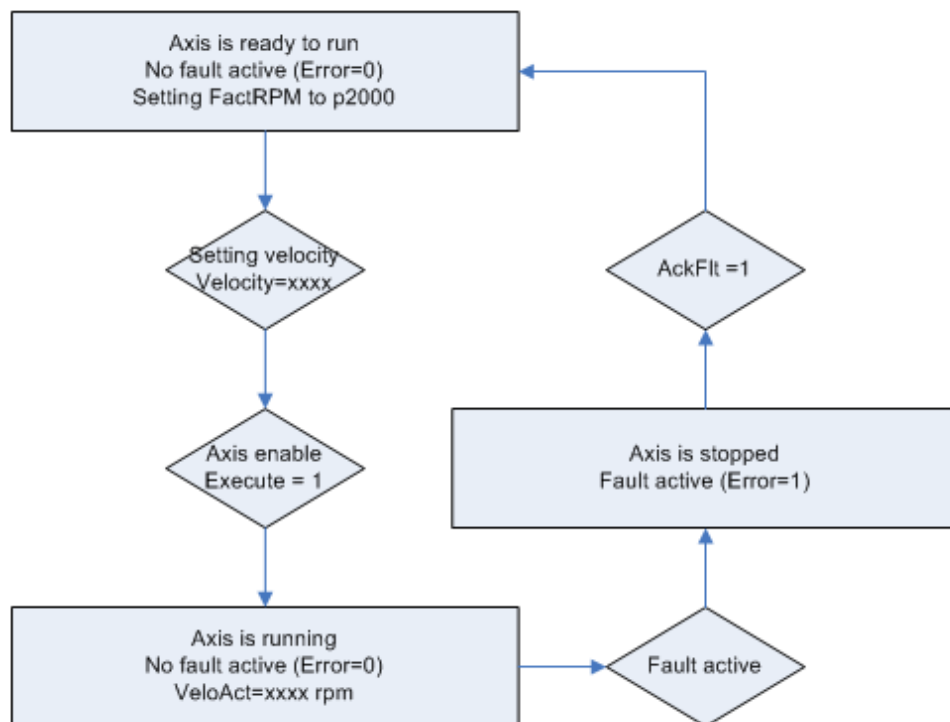 Axis is ready to run
No fault active (Error=0)
Setting FactRPM to p2000
Setting velocity
Velocity=xxxx
AckFlt =1
Axis enable
Execute = 1
Axis is stopped
Fault active (Error=1)
Axis is running
No fault active (Error=0)
VeloAct=xxxx rpm
Fault active